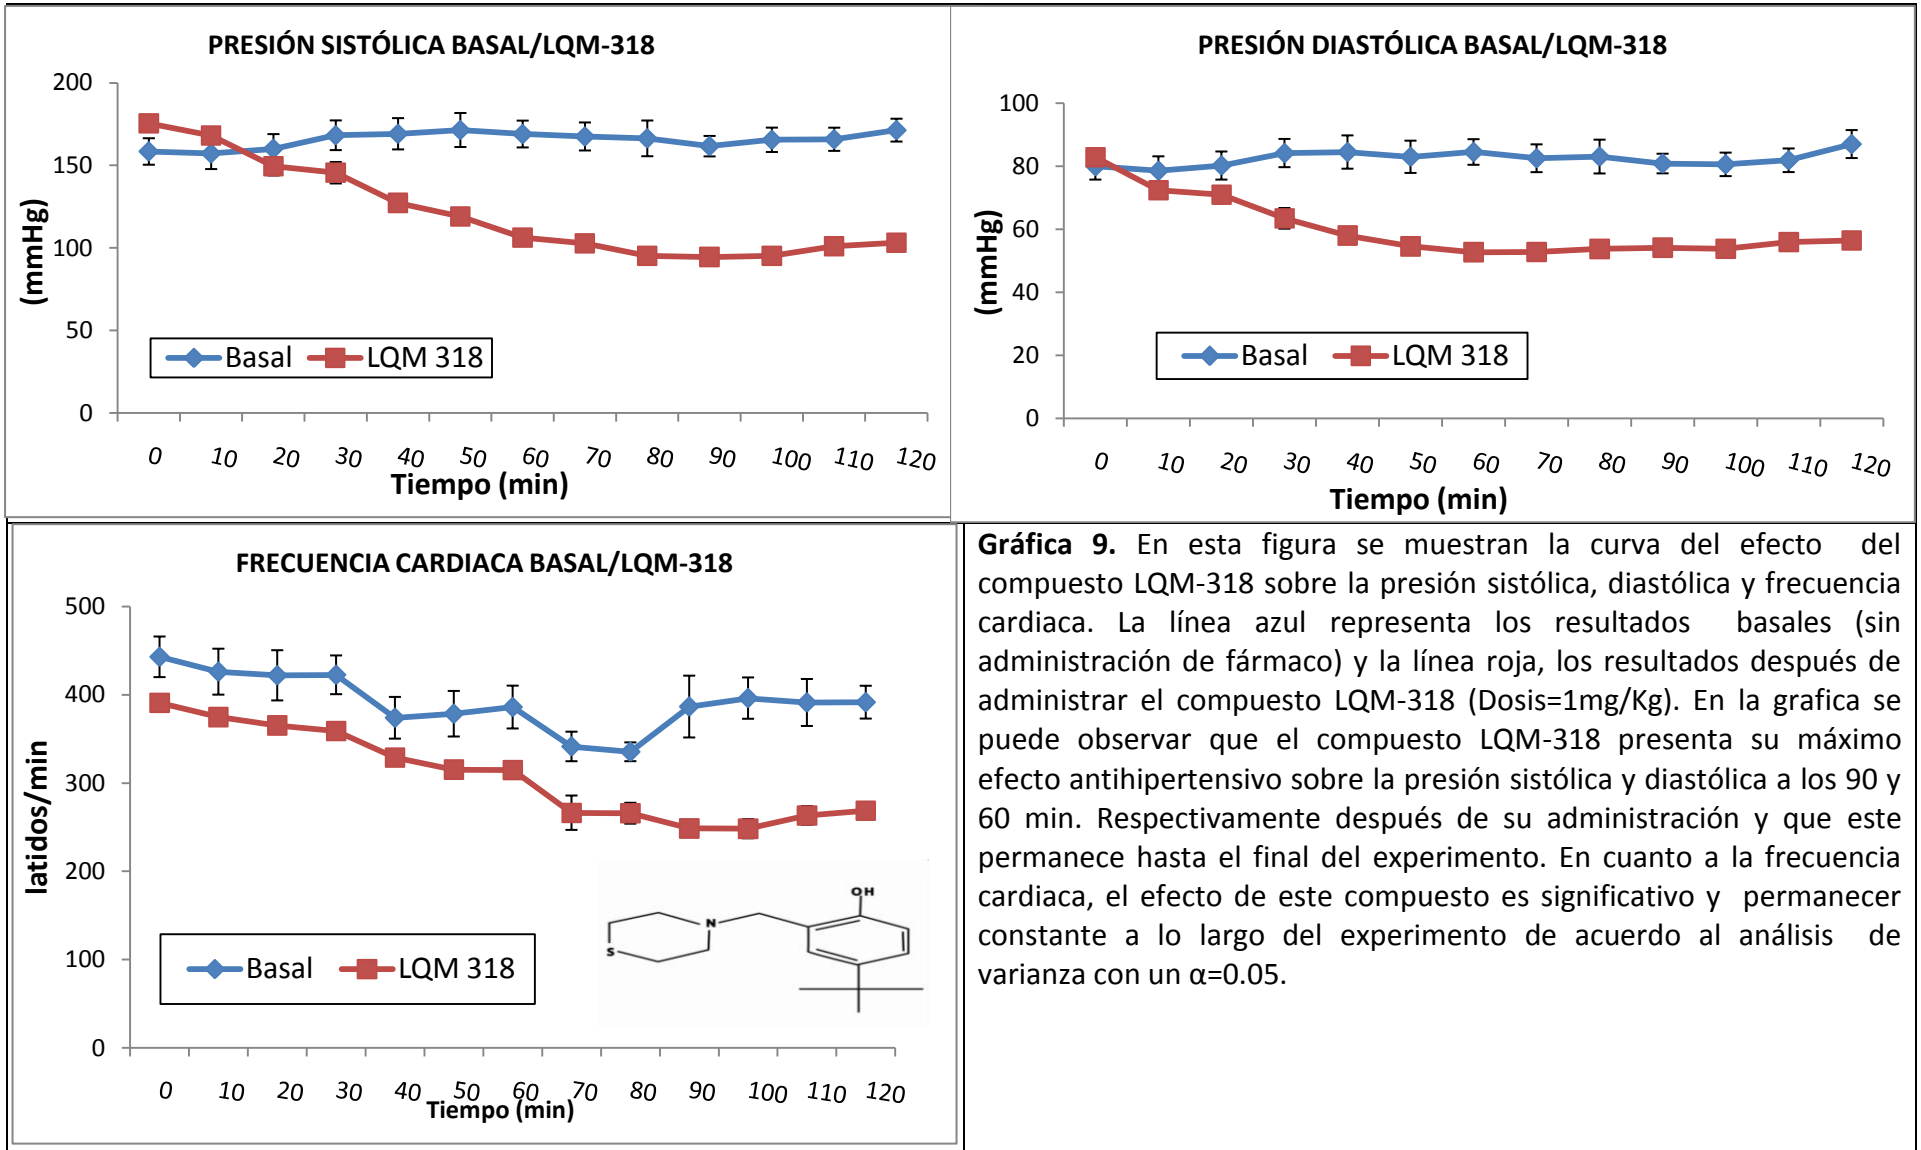 PRESIÓN SISTÓLICA BASAL/LQM-318
200
150
100
50
0
(mmHg)
Basal LQM 318
0 10 20 30 40 50 60 70 80 90 100 110 120
Tiempo (min)
PRESIÓN DIASTÓLICA BASAL/LQM-318
100
80
60
40
20
0
(mmHg)
Basal LQM 318
0 10 20 30 40 50 60 70 80 90 100 110 120
Tiempo (min)
FRECUENCIA CARDIACA BASAL/LQM-318
500
400
300
200
100
0
latidos/min
Basal LQM 318
OH
N
S
0 10 20 30 40 50 60 70 80 90 100 110 120
Tiempo (min)
Gráfica 9. En esta figura se muestran la curva del efecto del
compuesto LQM-318 sobre la presión sistólica, diastólica y frecuencia
cardiaca. La línea azul representa los resultados basales (sin
administración de fármaco) y la línea roja, los resultados después de
administrar el compuesto LQM-318 (Dosis=1mg/Kg). En la grafica se
puede observar que el compuesto LQM-318 presenta su máximo
efecto antihipertensivo sobre la presión sistólica y diastólica a los 90 y
60 min. Respectivamente después de su administración y que este
permanece hasta el final del experimento. En cuanto a la frecuencia
cardiaca, el efecto de este compuesto es significativo y permanecer
constante a lo largo del experimento de acuerdo al análisis de
varianza con un α=0.05.